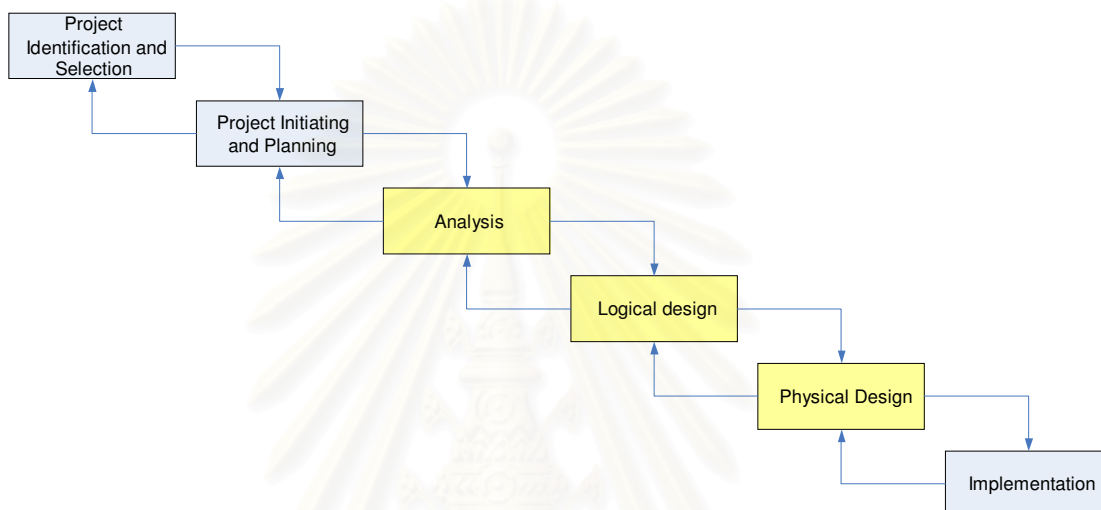 Project
Identification and
Selection
Project Initiating
and Planning
Analysis
Logical design
Physical Design
Implementation